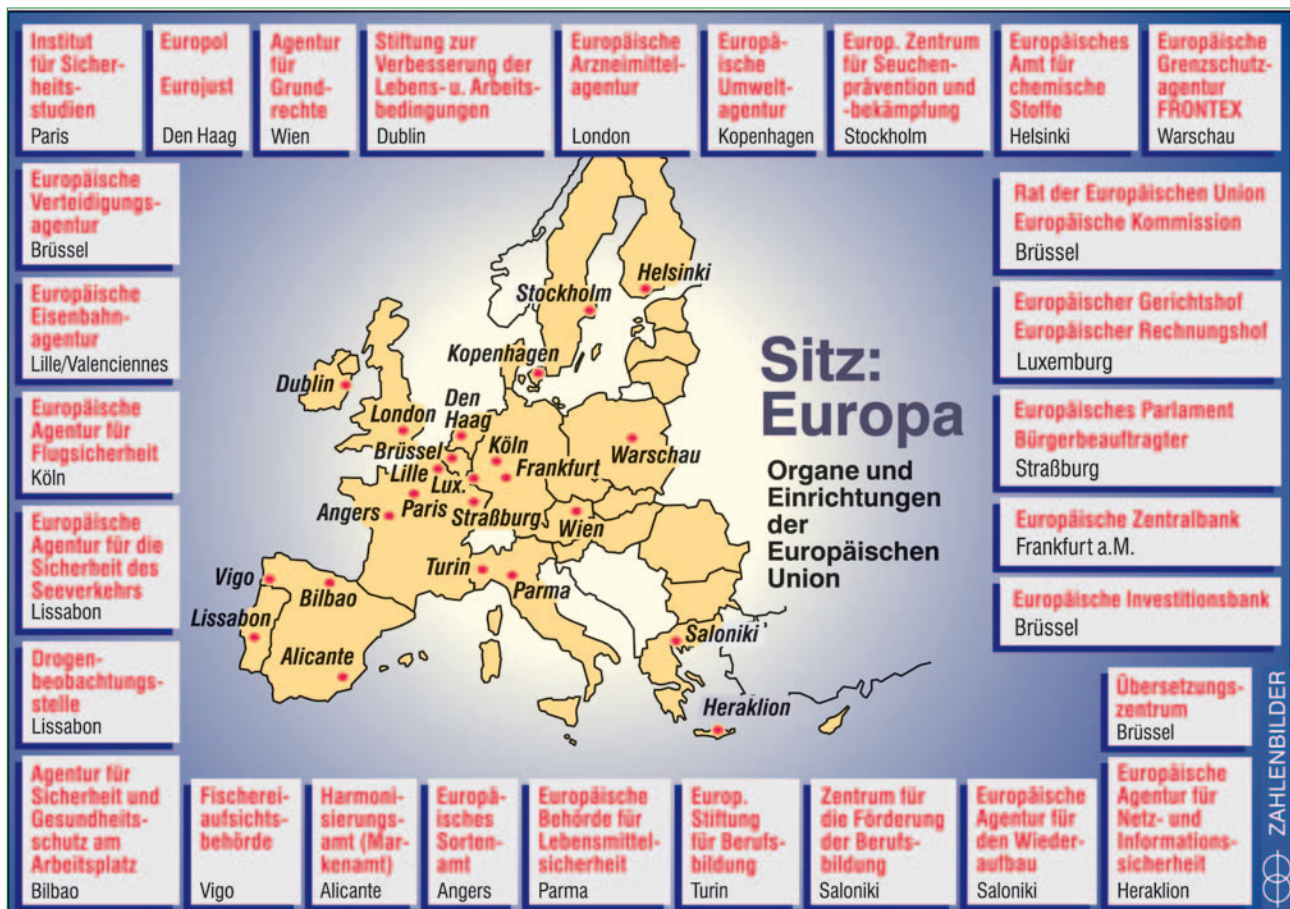 Institut
für Sicher-
heits-
studien
Paris
Europol
Eurojust
Den Haag
Agentur
für
Grund-
rechte
Wien
Stiftung zur
Verbesserung der
Lebens- u. Arbeits-
bedingungen
Dublin
Europäische
Arzneimittel-
agentur
London
Europä-
ische
Umwelt-
agentur
Kopenhagen
Europ. Zentrum
für Seuchen-
prävention und
-bekämpfung
Stockholm
Europäisches
Amt für
chemische
Stoffe
Helsinki
Europäische
Grenzschutz-
agentur
FRONTEX
Warschau
Europäische
Verteidigungs-
agentur
Brüssel
Europäische
Eisenbahn-
agentur
Lille/Valenciennes
Europäische
Agentur für
Flugsicherheit
Köln
Europäische
Agentur für die
Sicherheit des
Seeverkehrs
Lissabon
Drogen-
beobachtungs-
stelle
Lissabon
Agentur für
Sicherheit und
Gesundheits-
schutz am
Arbeitsplatz
Bilbao
Helsinki
Stockholm
Kopenhagen
Dublin
Den
Haag
London
Köln
Warschau
Brüssel
Frankfurt
Lille
Lux.
Paris
Angers
Straßburg
Wien
Turin
Vigo
Parma
Bilbao
Lissabon
Saloniki
Alicante
Heraklion
Sitz:
Europa
Organe und
Einrichtungen
der
Europäischen
Union
Rat der Europäischen Union
Europäische Kommission
Brüssel
Europäischer Gerichtshof
Europäischer Rechnungshof
Luxemburg
Europäisches Parlament
Bürgerbeauftragter
Straßburg
Europäische Zentralbank
Frankfurt a.M.
Europäische Investitionsbank
Brüssel
Übersetzungs-
zentrum
Brüssel
Fischerei-
aufsichts-
behörde
Vigo
Harmoni-
sierungs-
amt (Mar-
kenamt)
Alicante
Europä-
isches
Sorten-
amt
Angers
Europäische
Behörde für
Lebensmittel-
sicherheit
Parma
Europ.
Stiftung
für Berufs-
bildung
Turin
Zentrum für
die Förderung
der Berufs-
bildung
Saloniki
Europäische
Agentur für
den Wieder-
aufbau
Saloniki
Europäische
Agentur für
Netz- und
Informations-
sicherheit
Heraklion
ZAHLENBILDER